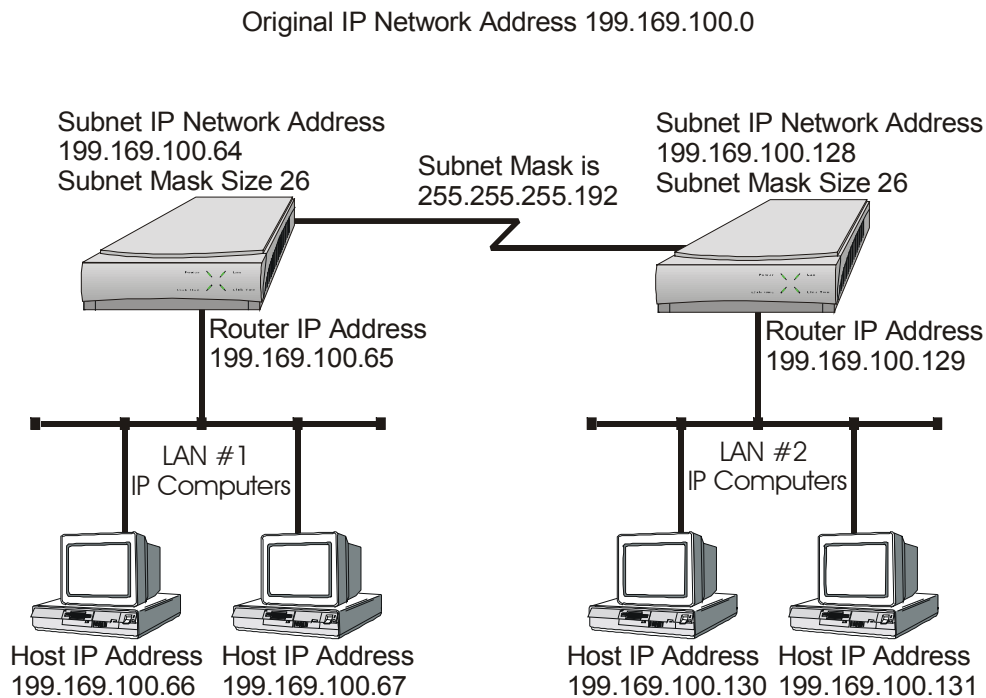 Original IP Network Address 199.169.100.0
Subnet IP Network Address
199.169.100.64
Subnet Mask Size 26
Subnet Mask is
255.255.255.192
Subnet IP Network Address
199.169.100.128
Subnet Mask Size 26
Router IP Address
199.169.100.65
Router IP Address
199.169.100.129
LAN #1
IP Computers
LAN #2
IP Computers
Host IP Address
199.169.100.66
Host IP Address
199.169.100.67
Host IP Address
199.169.100.130
Host IP Address
199.169.100.131